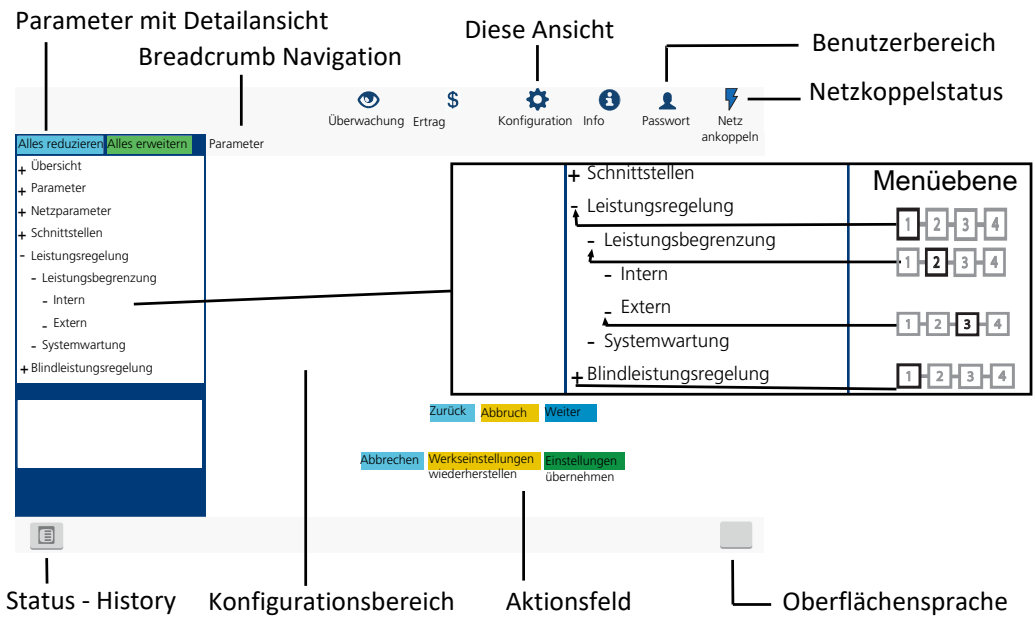 Parameter mit Detailansicht
Breadcrumb Navigation
Diese Ansicht
Benutzerbereich
Netzkoppelstatus
$
Überwachung Ertrag Konfiguration Info Passwort Netz
ankoppeln
Alles reduzieren Alles erweitern Parameter
+ Übersicht
+ Parameter
+ Netzparameter
+ Schnittstellen
- Leistungsregelung
- Leistungsbegrenzung
- Intern
- Extern
- Systemwartung
+ Blindleistungsregelung
Menüebene
+ Schnittstellen
- Leistungsregelung 1 2 3 4
- Leistungsbegrenzung 1 2 3 4
- Intern
- Extern 1 2 3 4
- Systemwartung
+ Blindleistungsregelung 1 2 3 4
Zurück Abbruch Weiter
Abbrechen Werkseinstellungen Einstellungen
wiederherstellen übernehmen
Status - History
Konfigurationsbereich
Aktionsfeld
Oberflächensprache